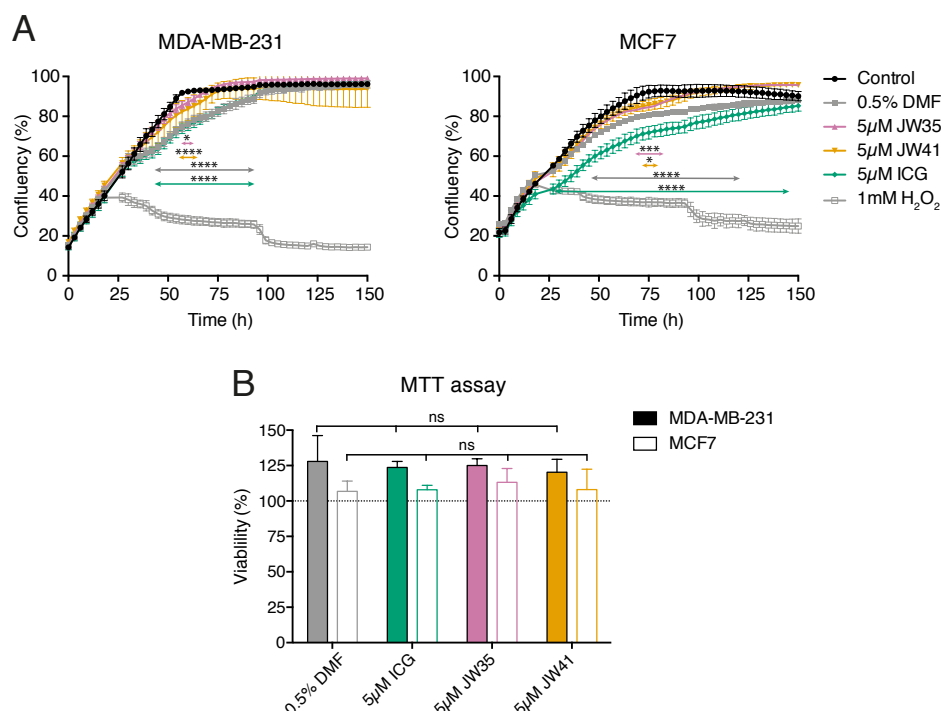 A
MDA-MB-231
MCF7
Confluency (%)
100
80
60
40
20
0
*
****
****
****
0
25
50
75
100
125
150
Time (h)
Confluency (%)
100
80
60
40
20
0
***
*
****
****
0
25
50
75
100
125
150
Time (h)
Control
0.5% DMF
5µM JW35
5µM JW41
5µM ICG
1mM H₂O₂
B
MTT assay
MDA-MB-231
MCF7
Viablility (%)
150
125
100
75
50
25
0
ns
ns
0.5% DMF
5µM ICG
5µM JW35
5µM JW41